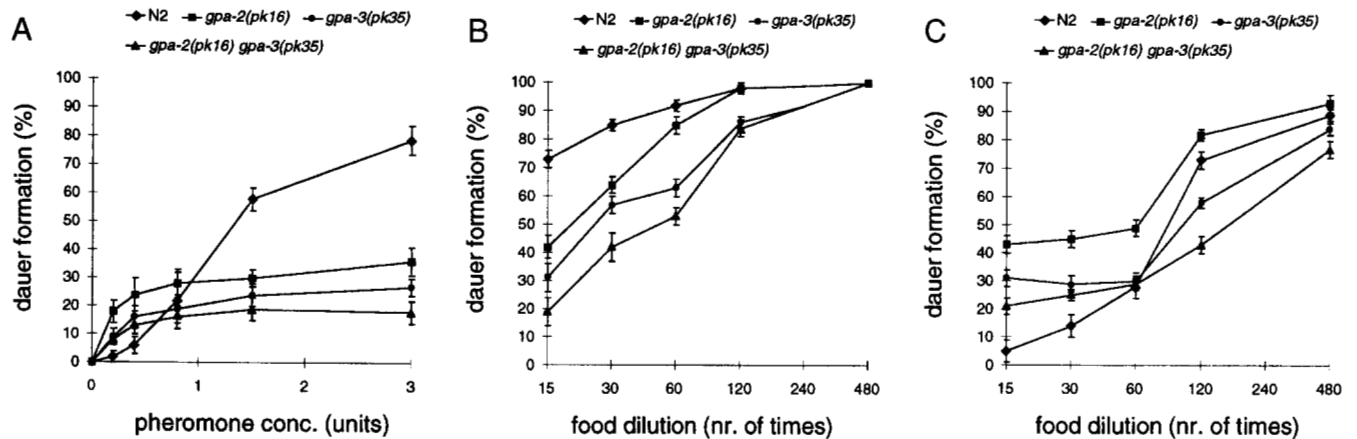 A
N2 gpa-2(pk16) gpa-3(pk35)
gpa-2(pk16) gpa-3(pk35)
dauer formation (%)
100
90
80
70
60
50
40
30
20
10
0
0 1 2 3
pheromone conc. (units)
B
N2 gpa-2(pk16) gpa-3(pk35)
gpa-2(pk16) gpa-3(pk35)
dauer formation (%)
100
90
80
70
60
50
40
30
20
10
0
15 30 60 120 240 480
food dilution (nr. of times)
C
N2 gpa-2(pk16) gpa-3(pk35)
gpa-2(pk16) gpa-3(pk35)
dauer formation (%)
100
90
80
70
60
50
40
30
20
10
0
15 30 60 120 240 480
food dilution (nr. of times)